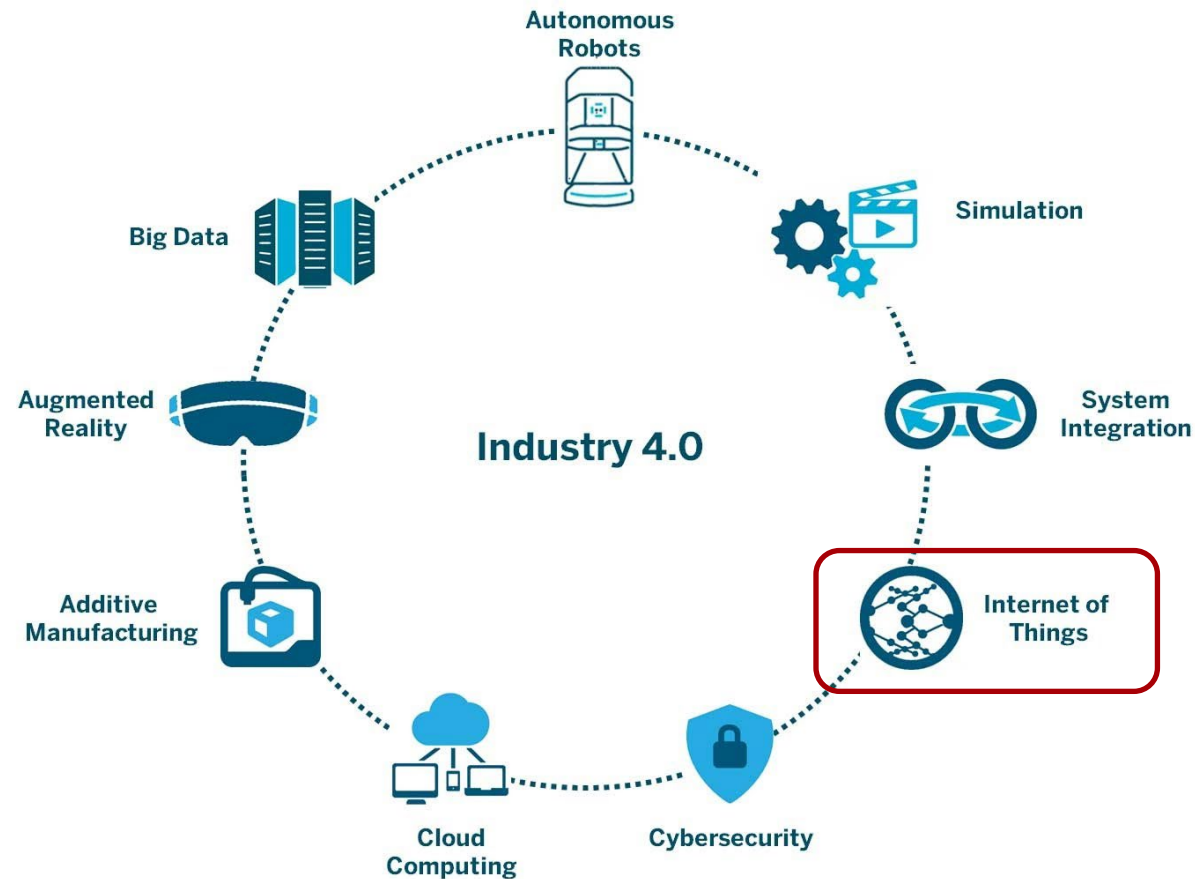 Autonomous
Robots
Simulation
Big Data
System
Integration
Augmented
Reality
Industry 4.0
Internet of
Things
Additive
Manufacturing
Cybersecurity
Cloud
Computing